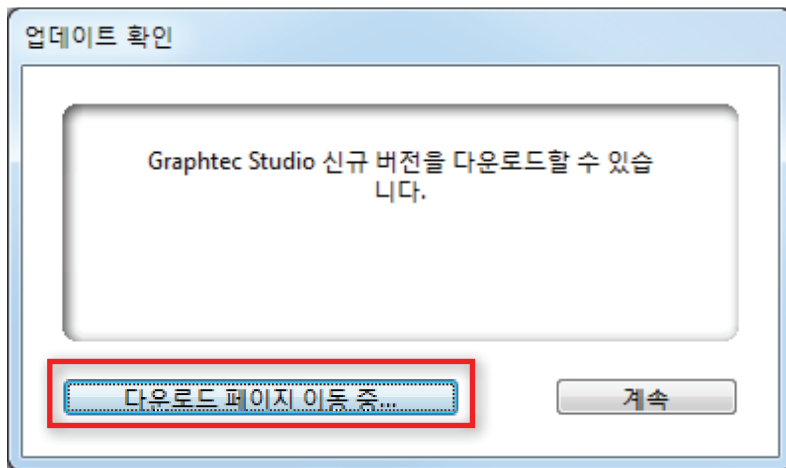 업데이트 확인
Graphtec Studio 신규 버전을 다운로드할 수 있습
니다.
다운로드 페이지 이동 중...
계속